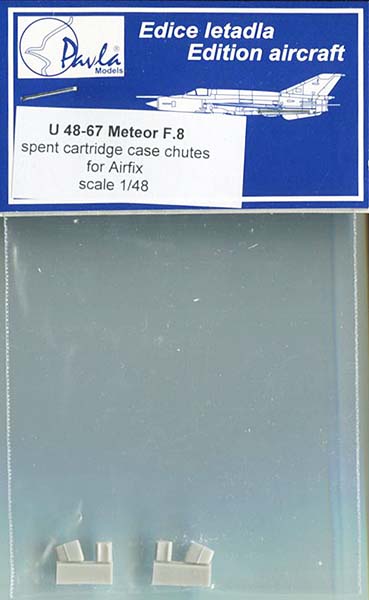 Pavla
Models
Edice letadla
Edition aircraft
U 48-67 Meteor F.8
spent cartridge case chutes
for Airfix
scale 1/48